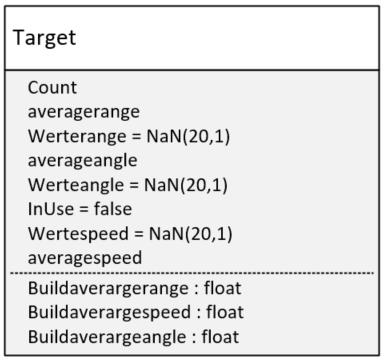 Target
Count
averagerange
Werterange = NaN(20,1)
averageangle
Werteangle = NaN(20,1)
InUse = false
Wertespeed = NaN(20,1)
averagespeed
Buildaverargerange : float
Buildaverargespeed : float
Buildaverargeangle : float